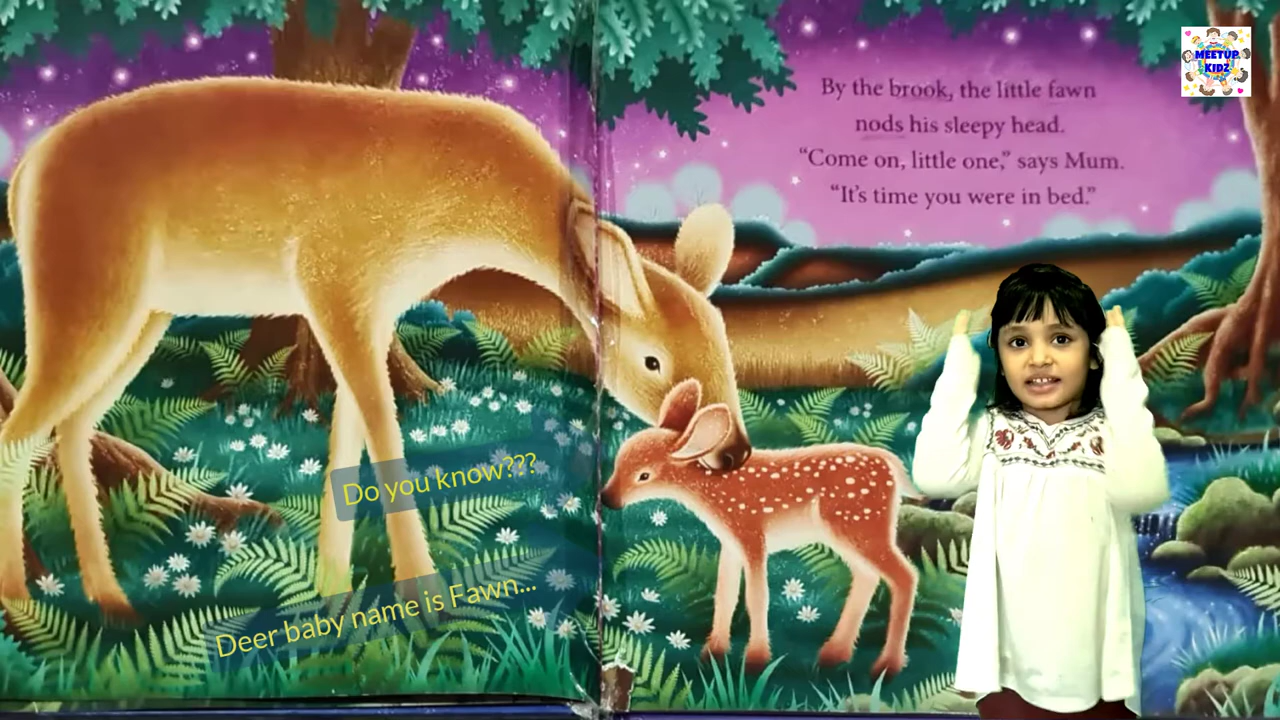 By the brook, the little fawn
nods his sleepy head.
“Come on, little one,” says Mum.
“It’s time you were in bed.”
MEETUP
KIDZ
Do you know???
Deer baby name is Fawn...